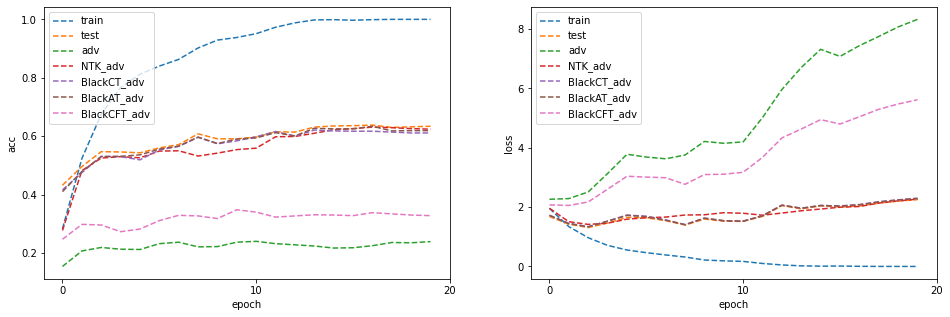 train
test
adv
NTK_adv
BlackCT_adv
BlackAT_adv
BlackCFT_adv
1.0
0.8
0.6
0.4
0.2
acc
0
10
20
epoch
train
test
adv
NTK_adv
BlackCT_adv
BlackAT_adv
BlackCFT_adv
8
6
4
2
0
loss
0
10
20
epoch